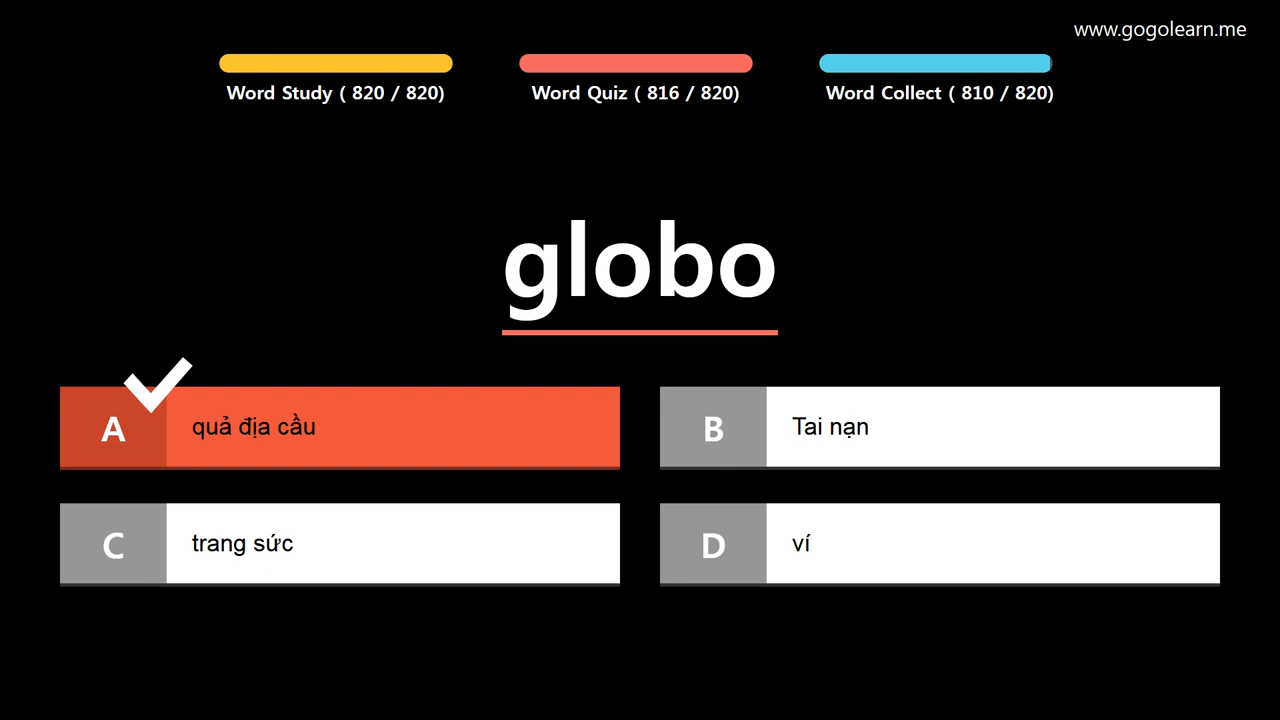 www.gogolearn.me
Word Study ( 820 / 820)
Word Quiz ( 816 / 820)
Word Collect ( 810 / 820)
globo
A
quả địa cầu
B
Tai nạn
C
trang sức
D
ví